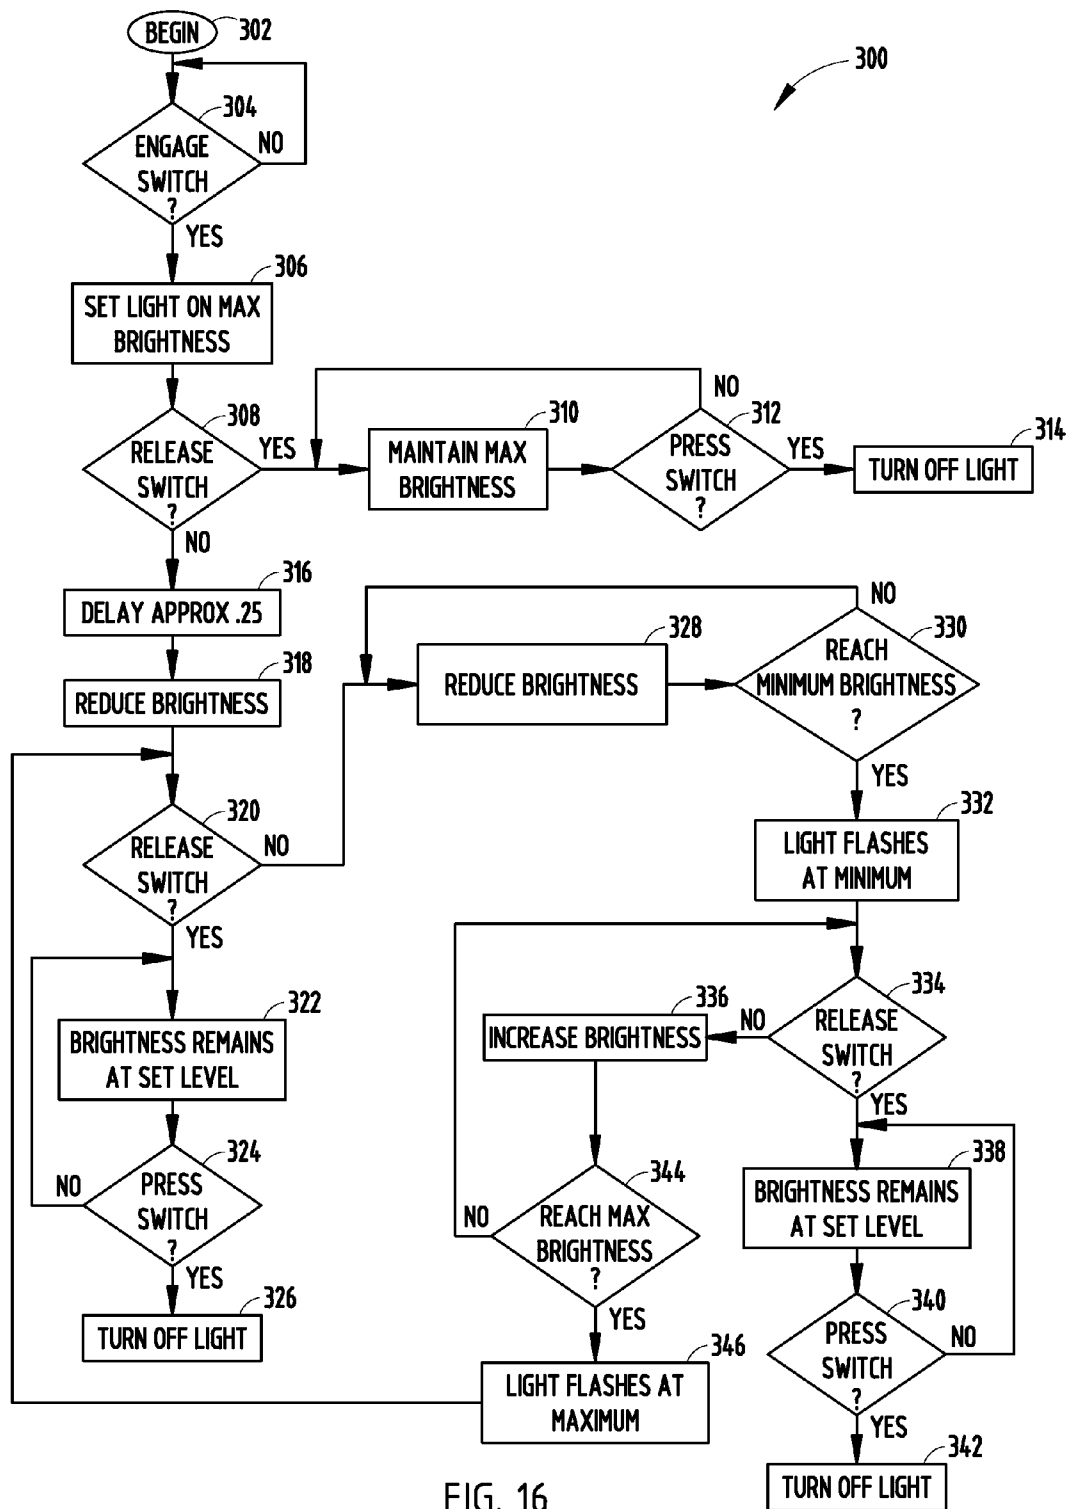 BEGIN
302
300
304
ENGAGE
SWITCH
?
NO
YES
306
SET LIGHT ON MAX
BRIGHTNESS
308
RELEASE
SWITCH
?
YES
NO
310
MAINTAIN MAX
BRIGHTNESS
NO
312
PRESS
SWITCH
?
YES
314
TURN OFF LIGHT
316
DELAY APPROX .25
318
REDUCE BRIGHTNESS
328
REDUCE BRIGHTNESS
NO
330
REACH
MINIMUM BRIGHTNESS
?
YES
320
RELEASE
SWITCH
?
NO
YES
332
LIGHT FLASHES
AT MINIMUM
322
BRIGHTNESS REMAINS
AT SET LEVEL
334
RELEASE
SWITCH
?
NO
YES
336
INCREASE BRIGHTNESS
324
PRESS
SWITCH
?
NO
YES
344
REACH MAX
BRIGHTNESS
?
NO
YES
338
BRIGHTNESS REMAINS
AT SET LEVEL
326
TURN OFF LIGHT
340
PRESS
SWITCH
?
NO
YES
346
LIGHT FLASHES AT
MAXIMUM
342
TURN OFF LIGHT
FIG. 16